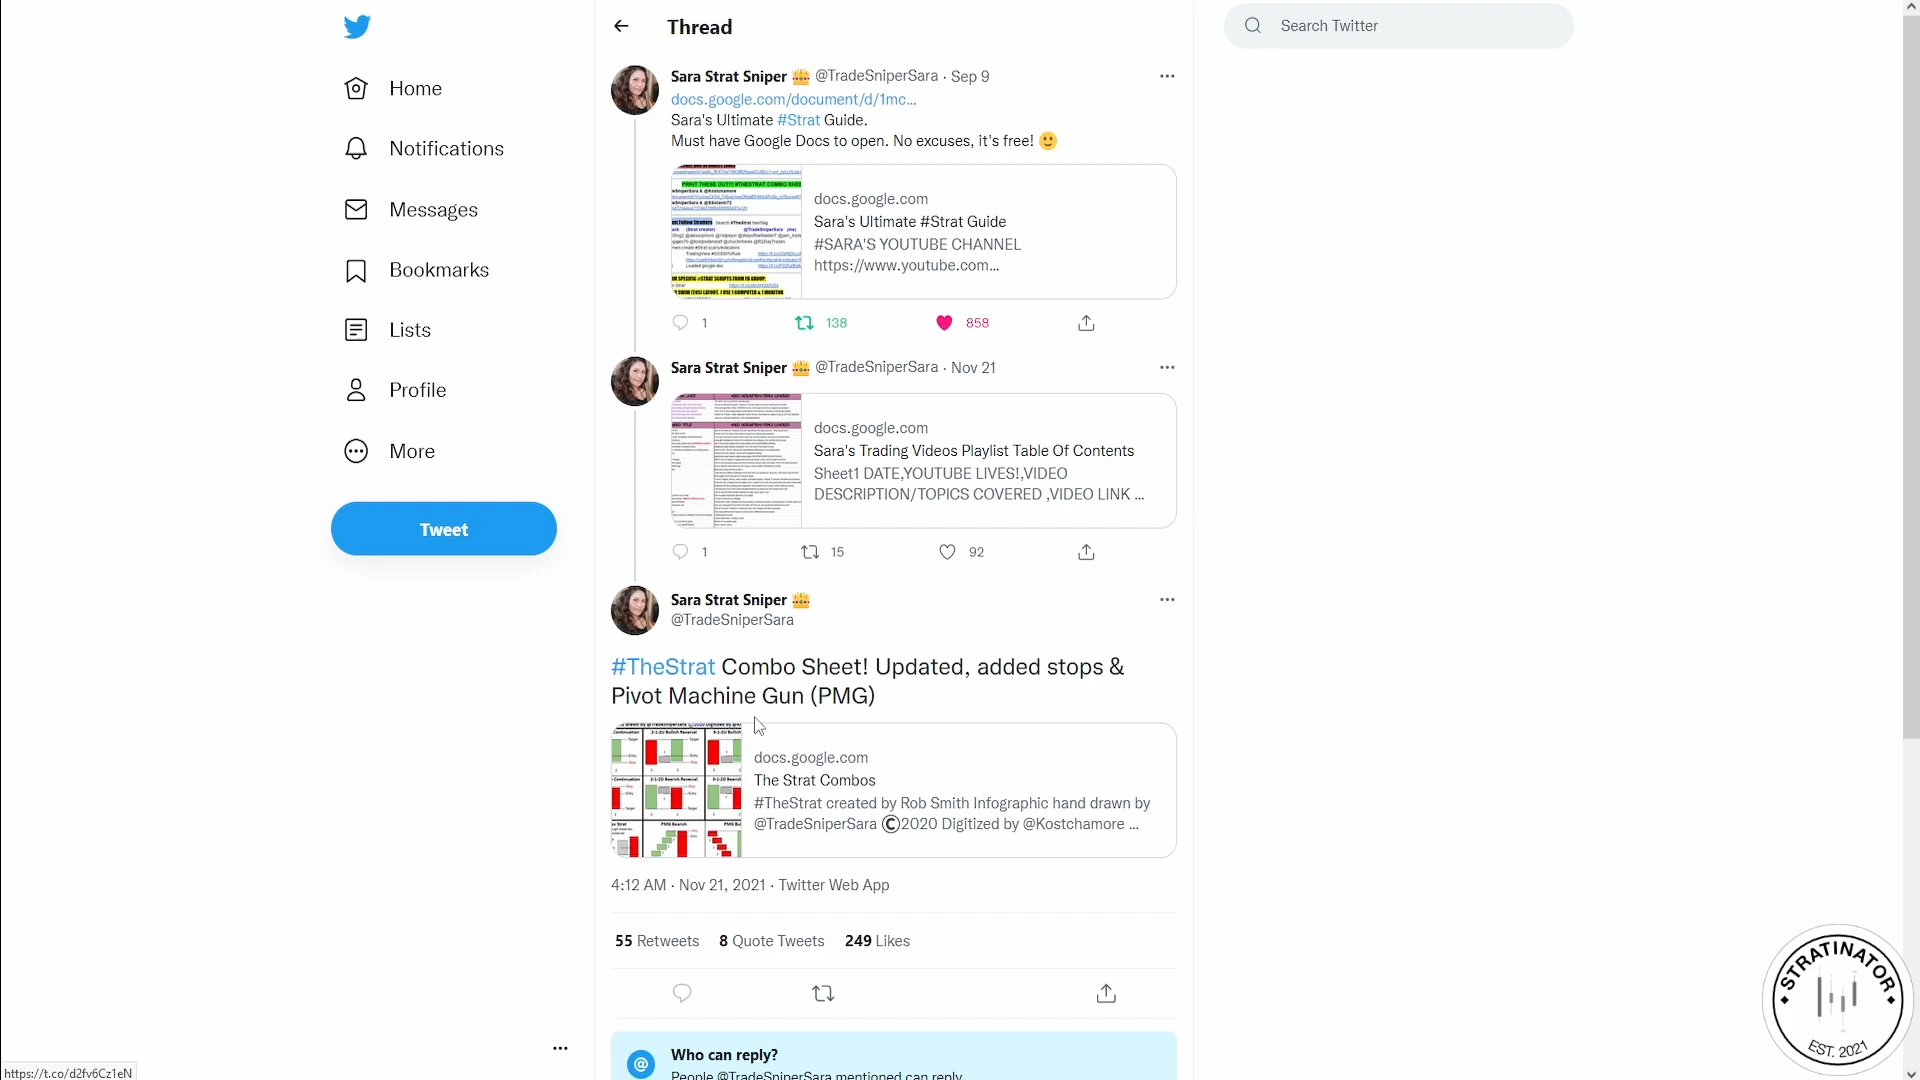 Thread
Search Twitter
Home
Notifications
Messages
Bookmarks
Lists
Profile
More
Tweet
Sara Strat Sniper @TradeSniperSara · Sep 9
docs.google.com/document/d/1mc…
Sara's Ultimate #Strat Guide.
Must have Google Docs to open. No excuses, it's free! 🙂
PRINT THESE OUT!!! #THESTRAT COMBO SHEE
docs.google.com
Sara's Ultimate #Strat Guide
#SARA'S YOUTUBE CHANNEL
https://www.youtube.com…
1 138 858
Sara Strat Sniper @TradeSniperSara · Nov 21
docs.google.com
Sara's Trading Videos Playlist Table Of Contents
Sheet1 DATE,YOUTUBE LIVES!,VIDEO
DESCRIPTION/TOPICS COVERED ,VIDEO LINK ...
1 15 92
Sara Strat Sniper
@TradeSniperSara
#TheStrat Combo Sheet! Updated, added stops &
Pivot Machine Gun (PMG)
docs.google.com
The Strat Combos
#TheStrat created by Rob Smith Infographic hand drawn by
@TradeSniperSara ©2020 Digitized by @Kostchamore ...
4:12 AM · Nov 21, 2021 · Twitter Web App
55 Retweets 8 Quote Tweets 249 Likes
Who can reply?
People @TradeSniperSara mentioned can reply
https://t.co/d2fv6Cz1eN
STRATINATOR
EST. 2021